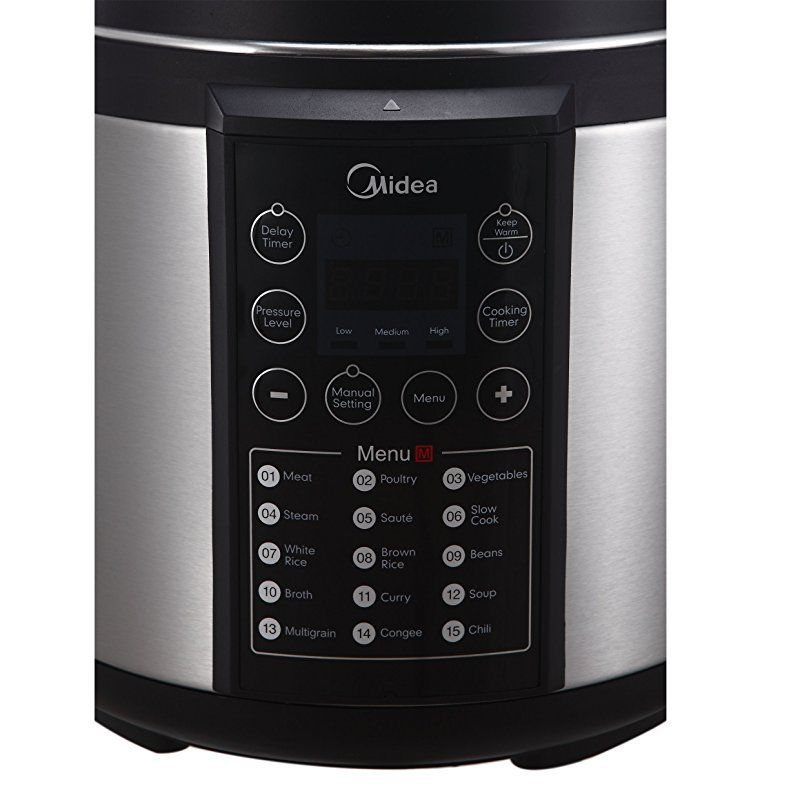 Midea
Delay
Timer
Keep
Warm
M
Pressure
Level
Cooking
Timer
Low Medium High
-
Manual
Setting
Menu
+
Menu M
01 Meat 02 Poultry 03 Vegetables
04 Steam 05 Sauté 06 Slow
Cook
07 White
Rice 08 Brown
Rice 09 Beans
10 Broth 11 Curry 12 Soup
13 Multigrain 14 Congee 15 Chili